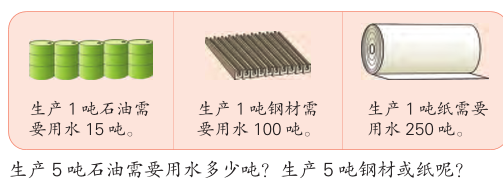 生产 1 吨石油需
要用水 15 吨。
生产 1 吨钢材需
要用水 100 吨。
生产 1 吨纸需要
用水 250 吨。
生产 5 吨石油需要用水多少吨？生产 5 吨钢材或纸呢？